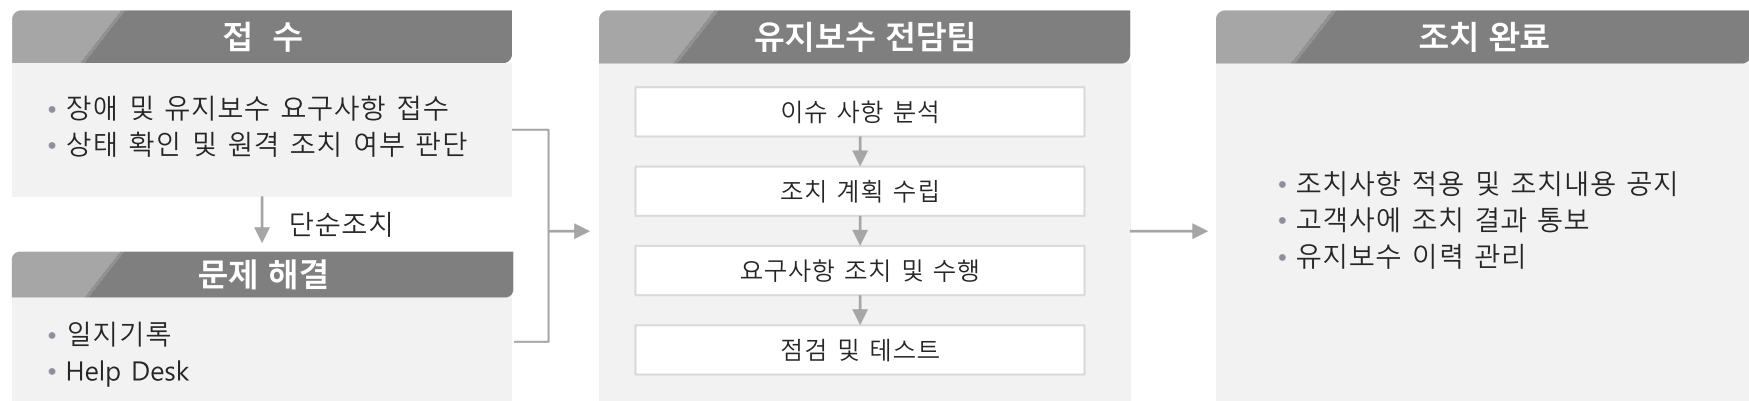 접 수
• 장애 및 유지보수 요구사항 접수
• 상태 확인 및 원격 조치 여부 판단
단순조치
문제 해결
• 일지기록
• Help Desk
유지보수 전담팀
이슈 사항 분석
조치 계획 수립
요구사항 조치 및 수행
점검 및 테스트
조치 완료
• 조치사항 적용 및 조치내용 공지
• 고객사에 조치 결과 통보
• 유지보수 이력 관리